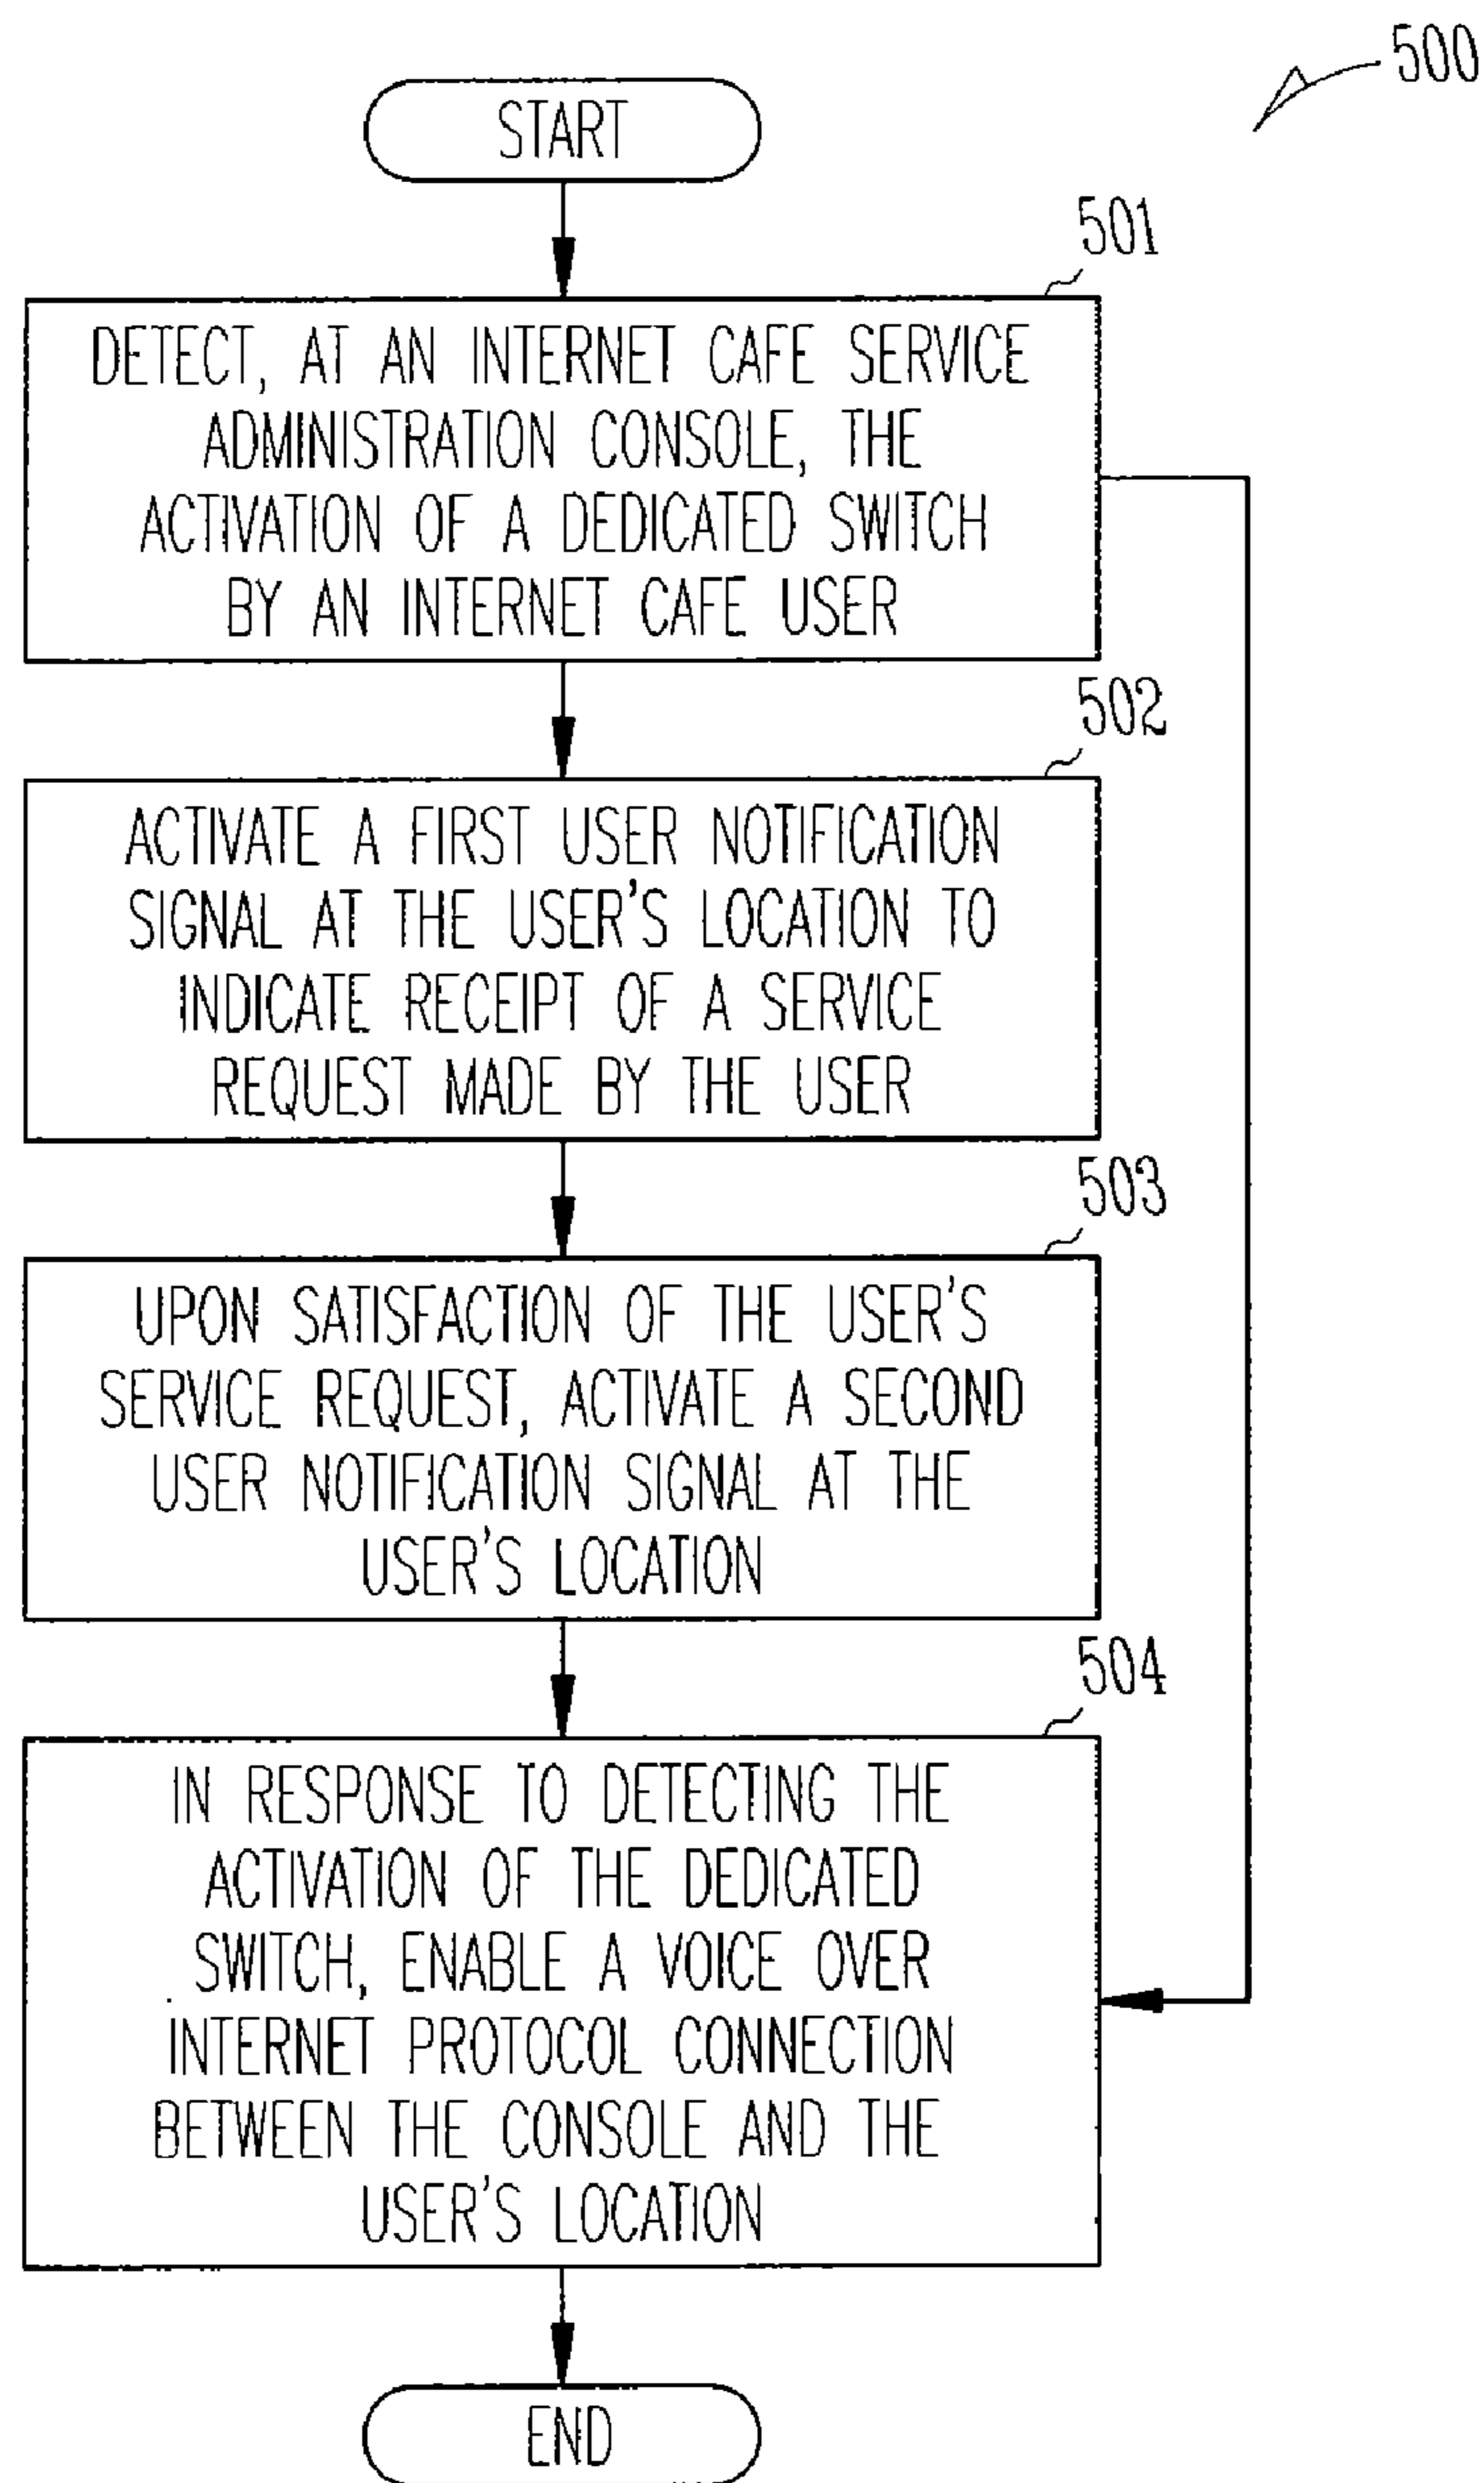 500
START
501
DETECT, AT AN INTERNET CAFE SERVICE
ADMINISTRATION CONSOLE, THE
ACTIVATION OF A DEDICATED SWITCH
BY AN INTERNET CAFE USER
502
ACTIVATE A FIRST USER NOTIFICATION
SIGNAL AT THE USER'S LOCATION TO
INDICATE RECEIPT OF A SERVICE
REQUEST MADE BY THE USER
503
UPON SATISFACTION OF THE USER'S
SERVICE REQUEST, ACTIVATE A SECOND
USER NOTIFICATION SIGNAL AT THE
USER'S LOCATION
504
IN RESPONSE TO DETECTING THE
ACTIVATION OF THE DEDICATED
SWITCH, ENABLE A VOICE OVER
INTERNET PROTOCOL CONNECTION
BETWEEN THE CONSOLE AND THE
USER'S LOCATION
END